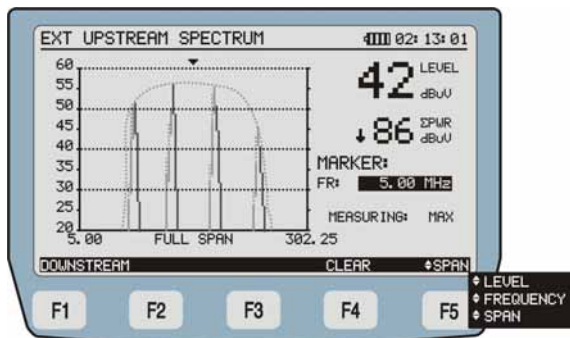 EXT UPSTREAM SPECTRUM 02:13:01
60
55
50
45
40
35
30
25
20
5.00 FULL SPAN 302.25
42 LEVEL
dBuV
↓86 ΣPWR
dBuV
MARKER:
FR: 5.00 MHz
MEASURING: MAX
DOWNSTREAM CLEAR SPAN
LEVEL
FREQUENCY
SPAN
F1 F2 F3 F4 F5